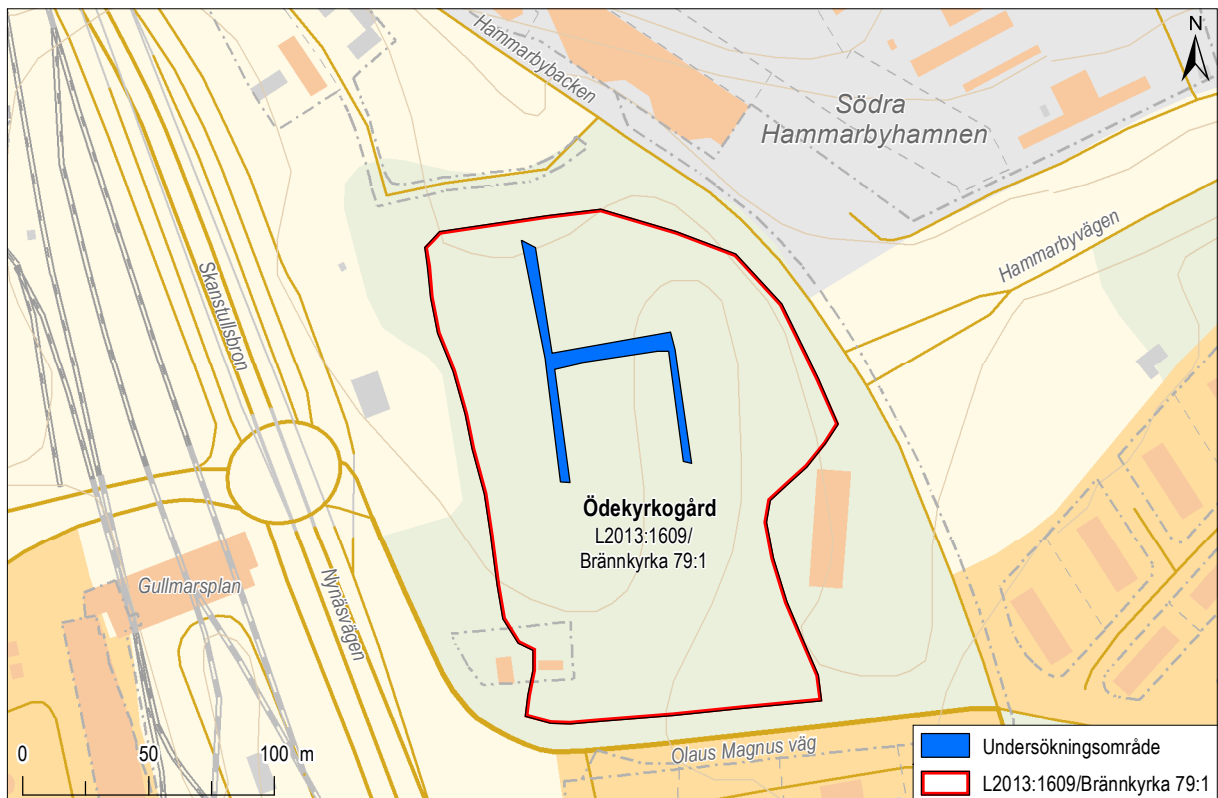 Hammarbybacken
N
Södra
Hammarbyhamnen
Hammarbyvägen
Skanstullsbron
Ödekyrkogård
L2013:1609/
Brännkyrka 79:1
Gullmarsplan
Nynäsvägen
Olaus Magnus väg
0 50 100 m
Undersökningsområde
L2013:1609/Brännkyrka 79:1